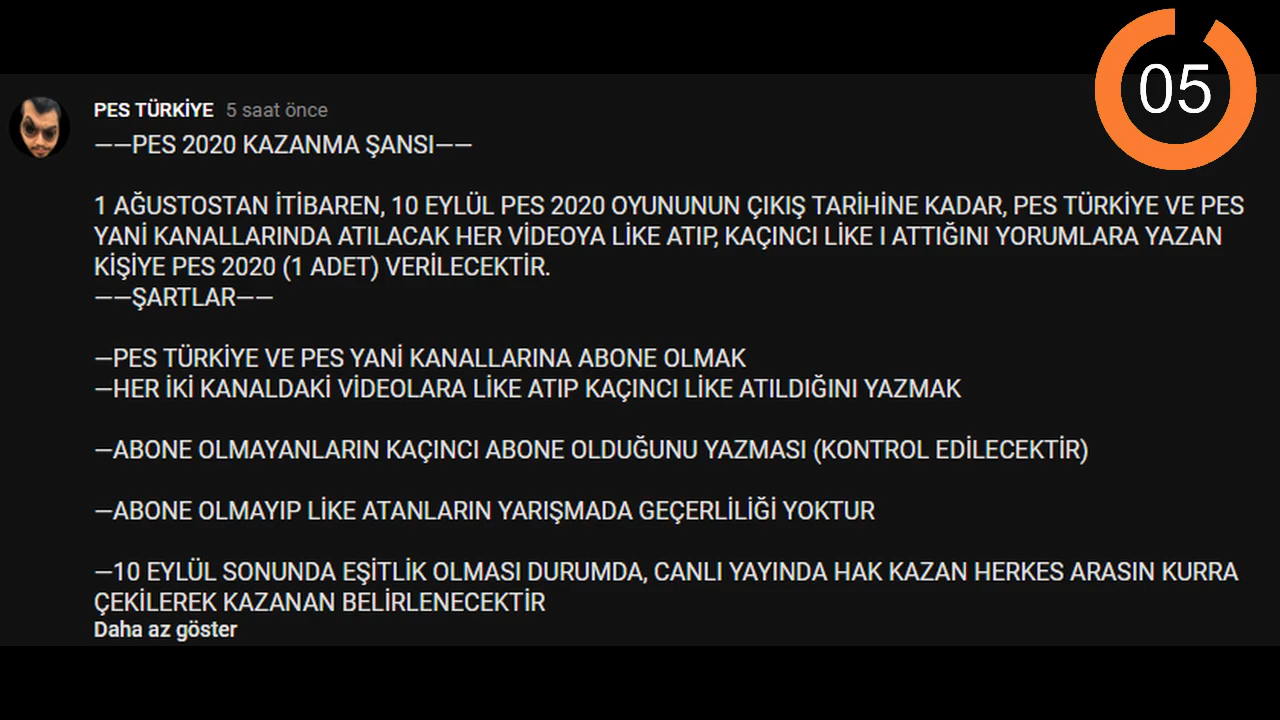 05
PES TÜRKİYE 5 saat önce
——PES 2020 KAZANMA ŞANSI——
1 AĞUSTOSTAN İTİBAREN, 10 EYLÜL PES 2020 OYUNUNUN ÇIKIŞ TARİHİNE KADAR, PES TÜRKİYE VE PES
YANİ KANALLARINDA ATILACAK HER VİDEOYA LİKE ATIP, KAÇINCI LİKE I ATTIĞINI YORUMLARA YAZAN
KİŞİYE PES 2020 (1 ADET) VERİLECEKTİR.
——ŞARTLAR——
—PES TÜRKİYE VE PES YANİ KANALLARINA ABONE OLMAK
—HER İKİ KANALDAKİ VİDEOLARA LİKE ATIP KAÇINCI LİKE ATILDIĞINI YAZMAK
—ABONE OLMAYANLARIN KAÇINCI ABONE OLDUĞUNU YAZMASI (KONTROL EDİLECEKTİR)
—ABONE OLMAYIP LİKE ATANLARIN YARIŞMADA GEÇERLİLİĞİ YOKTUR
—10 EYLÜL SONUNDA EŞİTLİK OLMASI DURUMDA, CANLI YAYINDA HAK KAZAN HERKES ARASIN KURRA
ÇEKİLEREK KAZANAN BELİRLENECEKTİR
Daha az göster